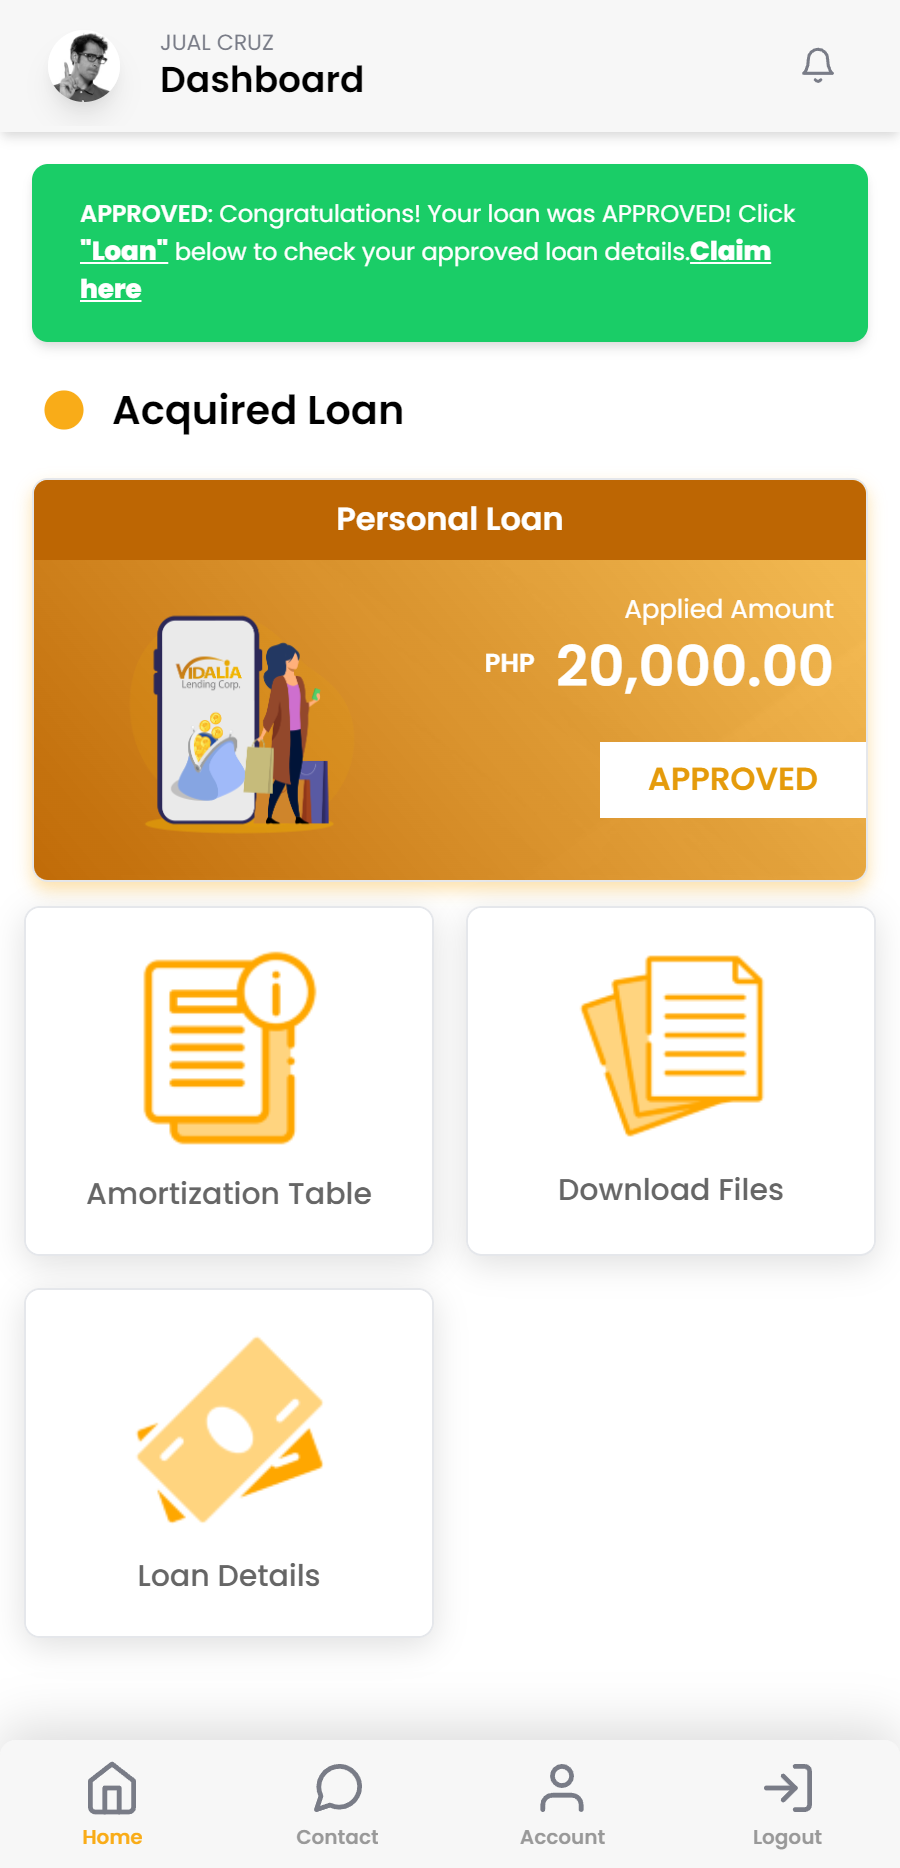 JUAL CRUZ
Dashboard
APPROVED: Congratulations! Your loan was APPROVED! Click
"Loan" below to check your approved loan details.Claim
here
Acquired Loan
Personal Loan
Applied Amount
PHP 20,000.00
VIDALIA
Lending Corp.
APPROVED
Amortization Table
Download Files
Loan Details
Home
Contact
Account
Logout